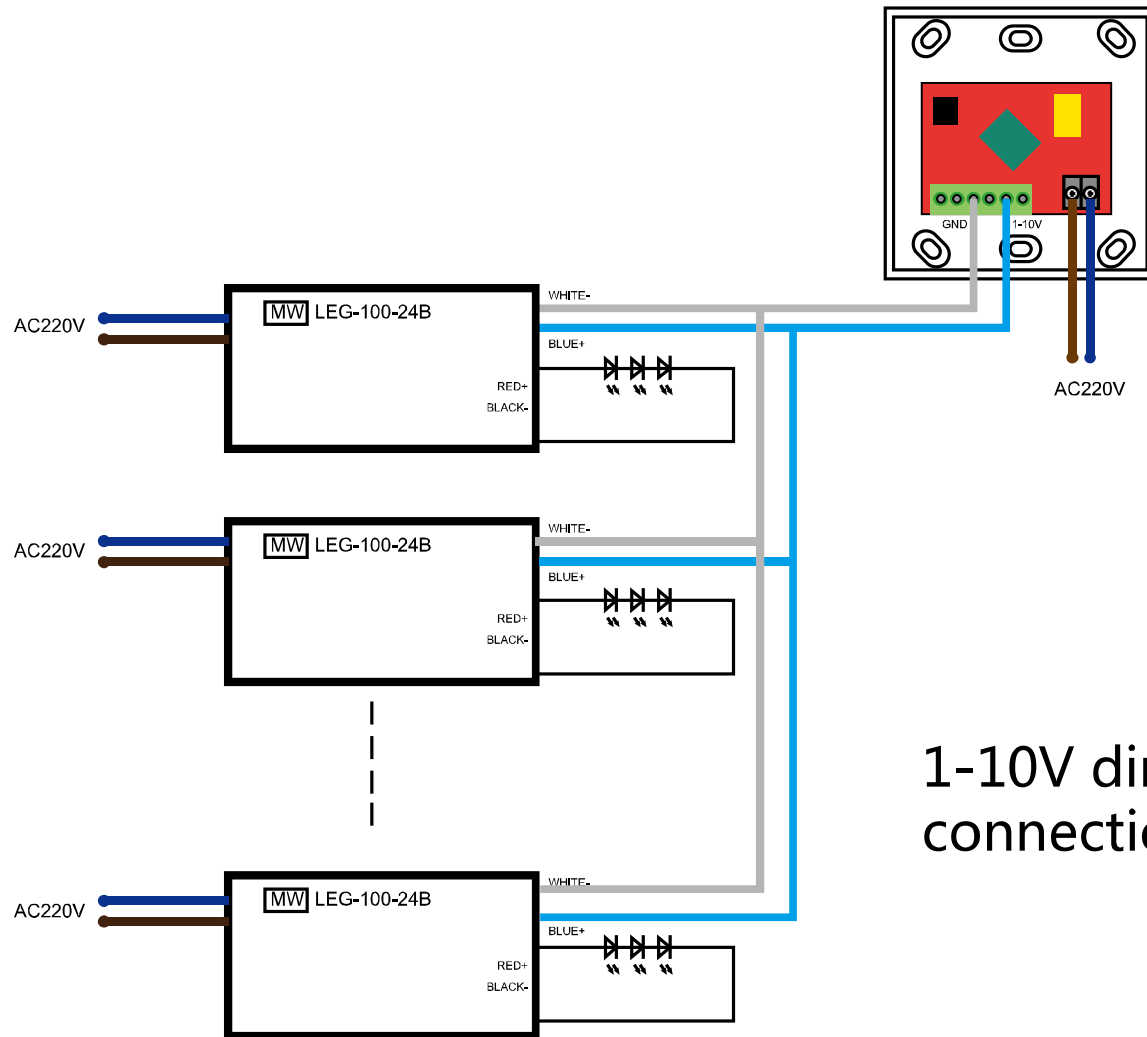 GND
1-10V
AC220V
WHITE-
MW LEG-100-24B
AC220V
BLUE+
RED+
BLACK-
WHITE-
MW LEG-100-24B
AC220V
BLUE+
RED+
BLACK-
1-10V
connectio
WHITE-
MW LEG-100-24B
AC220V
BLUE+
RED+
BLACK-